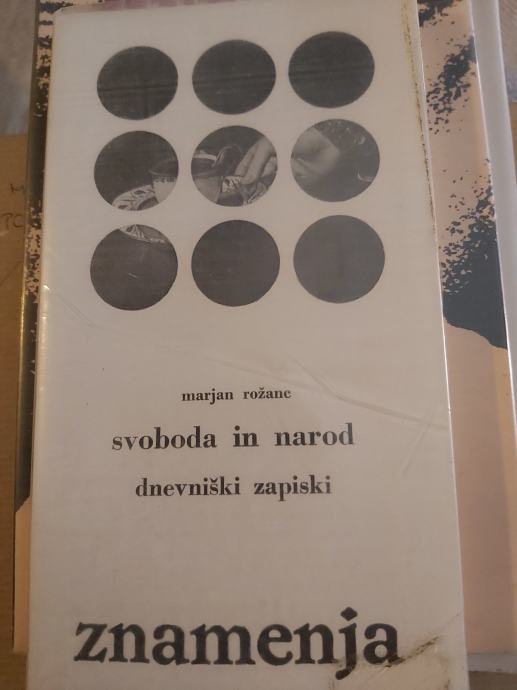 marjan rožanc
svoboda in narod
dnevniški zapiski
znamenja